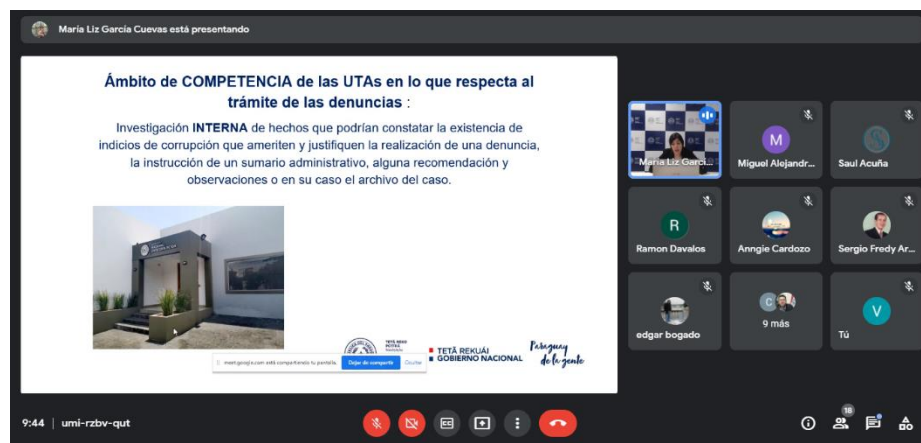 María Liz García Cuevas está presentando
Ámbito de COMPETENCIA de las UTAs en lo que respecta al
trámite de las denuncias :
Investigación INTERNA de hechos que podrían constatar la existencia de
indicios de corrupción que ameriten y justifiquen la realización de una denuncia,
la instrucción de un sumario administrativo, alguna recomendación y
observaciones o en su caso el archivo del caso.
TETÃ REKUÁI
GOBIERNO NACIONAL
Paraguay
de la gente
meet.google.com está compartiendo tu pantalla.
Dejar de compartir
Ocultar
María Liz Garcí...
M
Miguel Alejandr...
Saul Acuña
R
Ramon Davalos
Anngie Cardozo
Sergio Fredy Ar...
edgar bogado
C
9 más
V
Tú
9:44 | umi-rzbv-qut
18